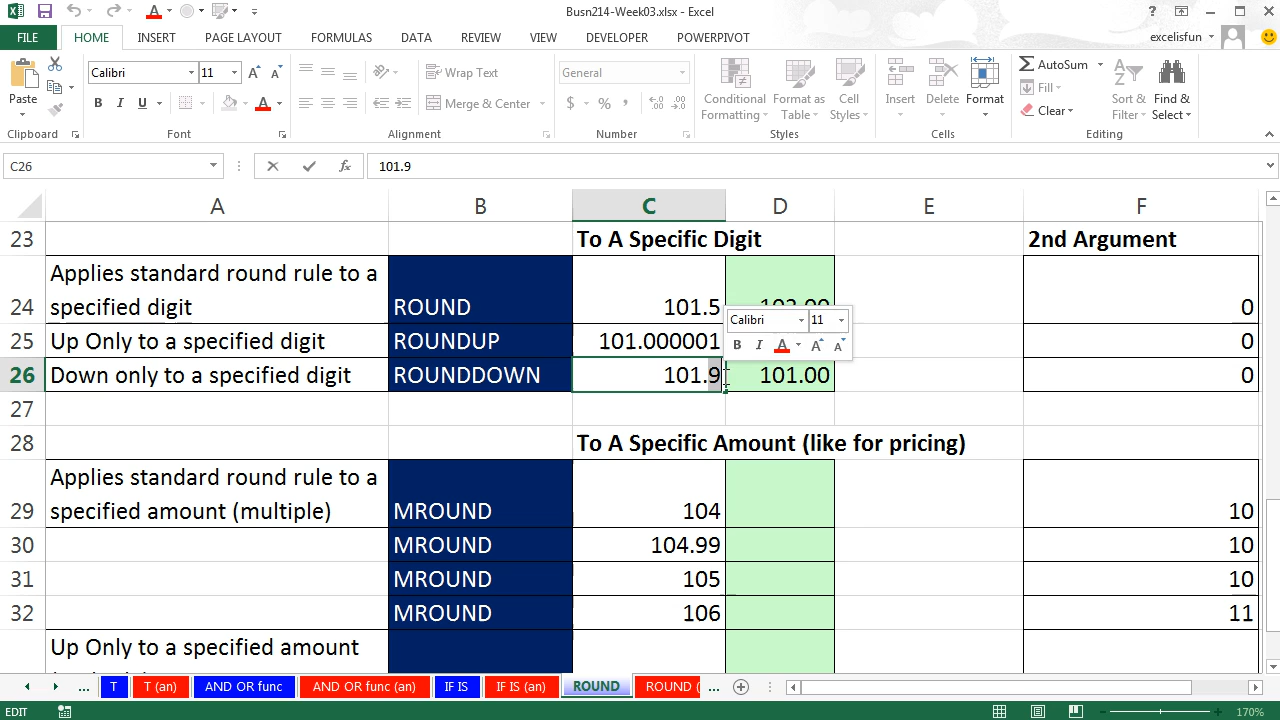 Busn214-Week03.xlsx - Excel
FILE HOME INSERT PAGE LAYOUT FORMULAS DATA REVIEW VIEW DEVELOPER POWERPIVOT excelisfun
Paste
Calibri 11
B I U
Wrap Text
Merge & Center
General
$ % ,
Conditional Formatting
Format as Table
Cell Styles
Insert Delete Format
AutoSum
Fill
Clear
Sort & Filter
Find & Select
Clipboard Font Alignment Number Styles Cells Editing
C26 fx 101.9
A B C D E F
23 To A Specific Digit 2nd Argument
24 Applies standard round rule to a
specified digit ROUND 101.5 102.00 0
Calibri 11
25 Up Only to a specified digit ROUNDUP 101.000001 0
B I A A A
26 Down only to a specified digit ROUNDDOWN 101.9 101.00 0
27
28 To A Specific Amount (like for pricing)
29 Applies standard round rule to a
specified amount (multiple) MROUND 104 10
30 MROUND 104.99 10
31 MROUND 105 10
32 MROUND 106 11
Up Only to a specified amount
... T T (an) AND OR func AND OR func (an) IF IS IF IS (an) ROUND ROUND ( ...
EDIT 170%